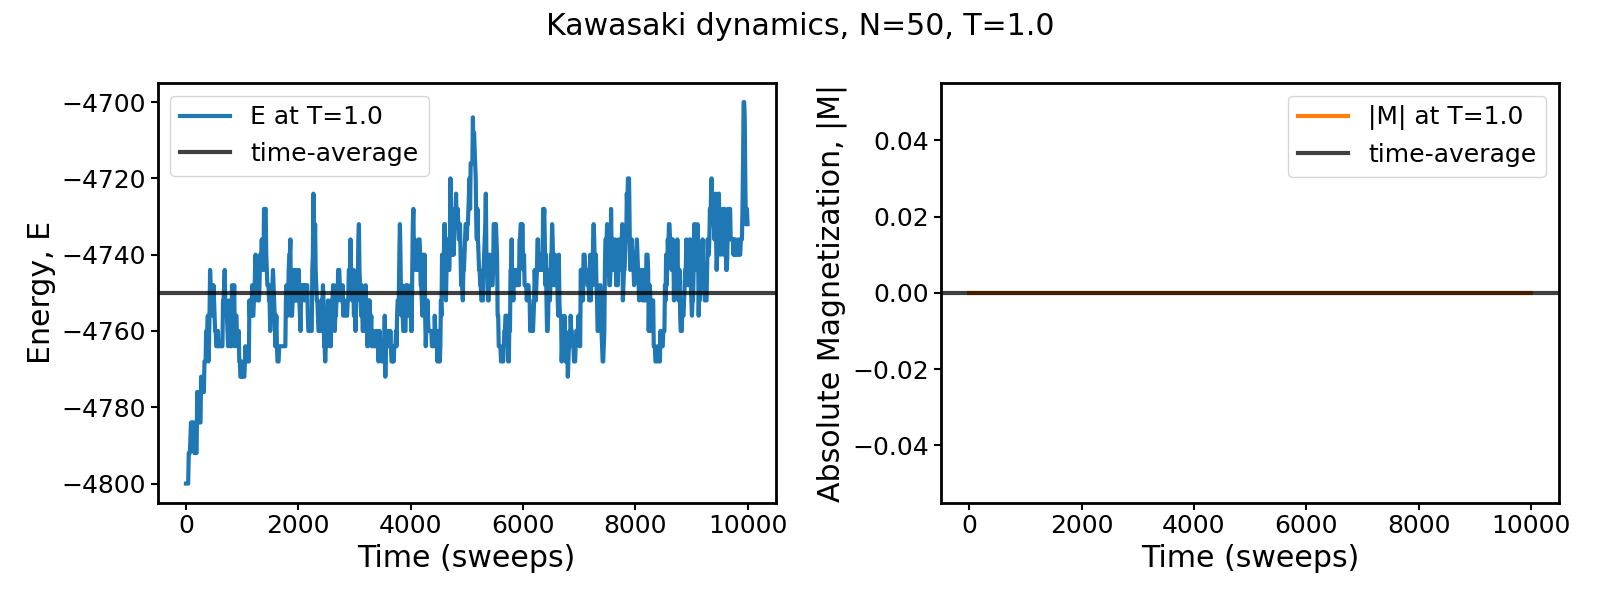 Kawasaki dynamics, N=50, T=1.0
Energy, E
−4700
−4720
−4740
−4760
−4780
−4800
E at T=1.0
time-average
0
2000
4000
6000
8000
10000
Time (sweeps)
Absolute Magnetization, |M|
0.04
0.02
0.00
−0.02
−0.04
|M| at T=1.0
time-average
0
2000
4000
6000
8000
10000
Time (sweeps)